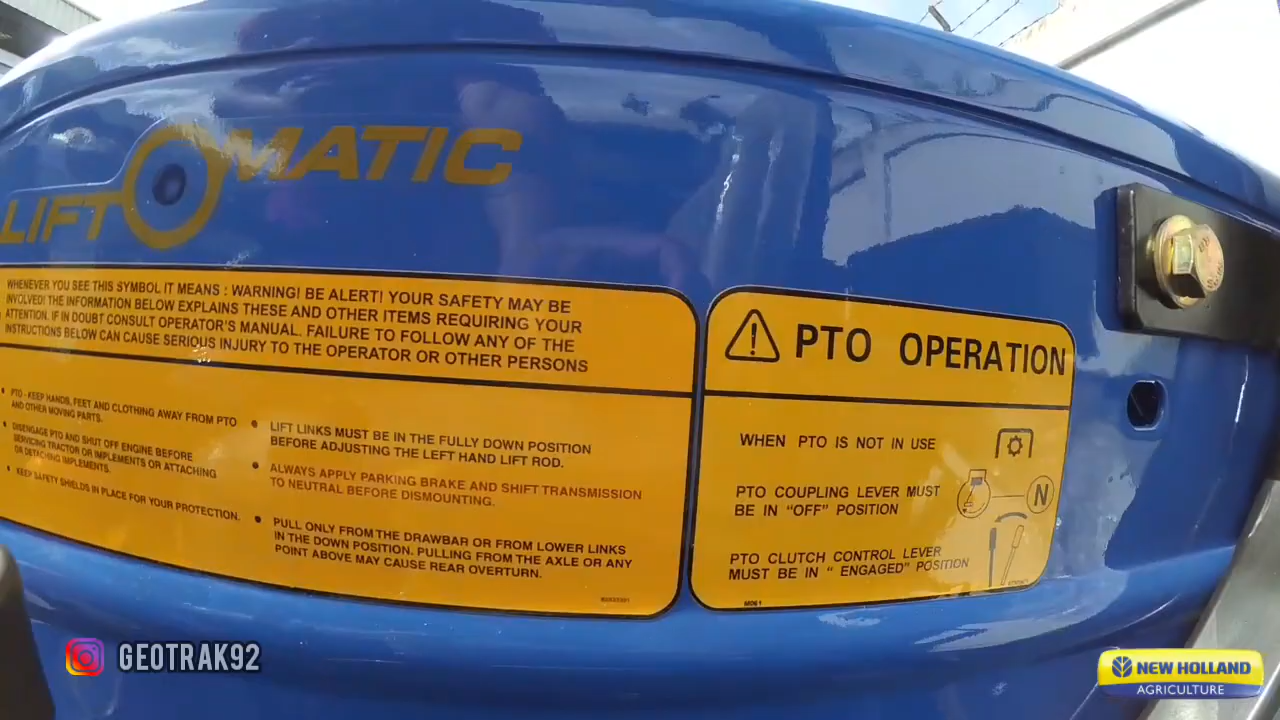 LIFT O MATIC
WHENEVER YOU SEE THIS SYMBOL IT MEANS : WARNING! BE ALERT! YOUR SAFETY MAY BE
INVOLVED! THE INFORMATION BELOW EXPLAINS THESE AND OTHER ITEMS REQUIRING YOUR
ATTENTION. IF IN DOUBT CONSULT OPERATOR'S MANUAL. FAILURE TO FOLLOW ANY OF THE
INSTRUCTIONS BELOW CAN CAUSE SERIOUS INJURY TO THE OPERATOR OR OTHER PERSONS
• PTO - KEEP HANDS, FEET AND CLOTHING AWAY FROM PTO
AND OTHER MOVING PARTS.
• DISENGAGE PTO AND SHUT OFF ENGINE BEFORE
SERVICING TRACTOR OR IMPLEMENTS OR ATTACHING
OR DETACHING IMPLEMENTS.
• KEEP SAFETY SHIELDS IN PLACE FOR YOUR PROTECTION.
• LIFT LINKS MUST BE IN THE FULLY DOWN POSITION
BEFORE ADJUSTING THE LEFT HAND LIFT ROD.
• ALWAYS APPLY PARKING BRAKE AND SHIFT TRANSMISSION
TO NEUTRAL BEFORE DISMOUNTING.
• PULL ONLY FROM THE DRAWBAR OR FROM LOWER LINKS
IN THE DOWN POSITION. PULLING FROM THE AXLE OR ANY
POINT ABOVE MAY CAUSE REAR OVERTURN.
PTO OPERATION
WHEN PTO IS NOT IN USE
PTO COUPLING LEVER MUST
BE IN “OFF” POSITION
N
PTO CLUTCH CONTROL LEVER
MUST BE IN “ ENGAGED” POSITION
GEOTRAK92
NEW HOLLAND
AGRICULTURE